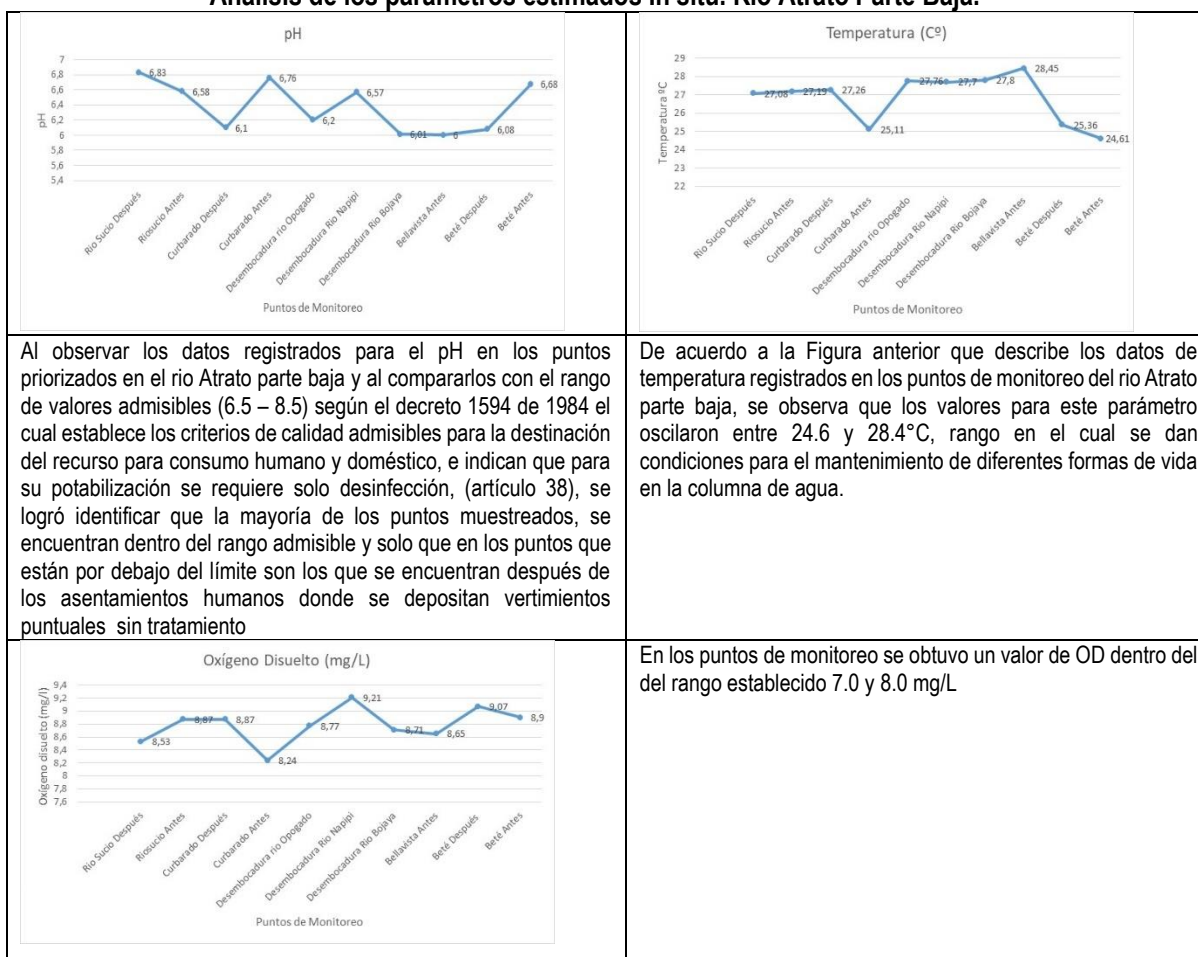 Análisis de los parámetros estimados in situ. Río Atrato Parte Baja.
pH
7
6,8
6,6
6,4
6,2
6
5,8
5,6
5,4
pH
6,83
6,58
6,1
6,76
6,2
6,57
6,01
6
6,08
6,68
Rio Sucio Después
Riosucio Antes
Curbarado Después
Curbarado Antes
Desembocadura rio Opogado
Desembocadura Rio Napipi
Desembocadura Rio Bojaya
Bellavista Antes
Beté Después
Beté Antes
Puntos de Monitoreo
Temperatura (Cº)
29
28
27
26
25
24
23
22
Temperatura ºC
27,08
27,19
27,26
25,11
27,76
27,7
27,8
28,45
25,36
24,61
Rio Sucio Después
Riosucio Antes
Curbarado Después
Curbarado Antes
Desembocadura rio Opogado
Desembocadura Rio Napipi
Desembocadura Rio Bojaya
Bellavista Antes
Beté Después
Beté Antes
Puntos de Monitoreo
Al observar los datos registrados para el pH en los puntos
priorizados en el rio Atrato parte baja y al compararlos con el rango
de valores admisibles (6.5 – 8.5) según el decreto 1594 de 1984 el
cual establece los criterios de calidad admisibles para la destinación
del recurso para consumo humano y doméstico, e indican que para
su potabilización se requiere solo desinfección, (artículo 38), se
logró identificar que la mayoría de los puntos muestreados, se
encuentran dentro del rango admisible y solo que en los puntos que
están por debajo del límite son los que se encuentran después de
los asentamientos humanos donde se depositan vertimientos
puntuales sin tratamiento
De acuerdo a la Figura anterior que describe los datos de
temperatura registrados en los puntos de monitoreo del rio Atrato
parte baja, se observa que los valores para este parámetro
oscilaron entre 24.6 y 28.4°C, rango en el cual se dan
condiciones para el mantenimiento de diferentes formas de vida
en la columna de agua.
Oxígeno Disuelto (mg/L)
9,4
9,2
9
8,8
8,6
8,4
8,2
8
7,8
7,6
Oxígeno disuelto (mg/l)
8,53
8,87
8,87
8,24
8,77
9,21
8,71
8,65
9,07
8,9
Rio Sucio Después
Riosucio Antes
Curbarado Después
Curbarado Antes
Desembocadura rio Opogado
Desembocadura Rio Napipi
Desembocadura Rio Bojaya
Bellavista Antes
Beté Después
Beté Antes
Puntos de Monitoreo
En los puntos de monitoreo se obtuvo un valor de OD dentro del
del rango establecido 7.0 y 8.0 mg/L